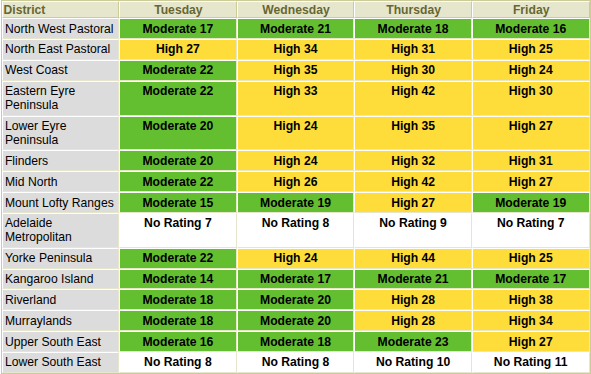 District Tuesday Wednesday Thursday Friday
North West Pastoral Moderate 17 Moderate 21 Moderate 18 Moderate 16
North East Pastoral High 27 High 34 High 31 High 25
West Coast Moderate 22 High 35 High 30 High 24
Eastern Eyre Moderate 22 High 33 High 42 High 30
Peninsula
Lower Eyre Moderate 20 High 24 High 35 High 27
Peninsula
Flinders Moderate 20 High 24 High 32 High 31
Mid North Moderate 22 High 26 High 42 High 27
Mount Lofty Ranges Moderate 15 Moderate 19 High 27 Moderate 19
Adelaide No Rating 7 No Rating 8 No Rating 9 No Rating 7
Metropolitan
Yorke Peninsula Moderate 22 High 24 High 44 High 25
Kangaroo Island Moderate 14 Moderate 17 Moderate 21 Moderate 17
Riverland Moderate 18 Moderate 20 High 28 High 38
Murraylands Moderate 18 Moderate 20 High 28 High 34
Upper South East Moderate 16 Moderate 18 Moderate 23 High 27
Lower South East No Rating 8 No Rating 8 No Rating 10 No Rating 11